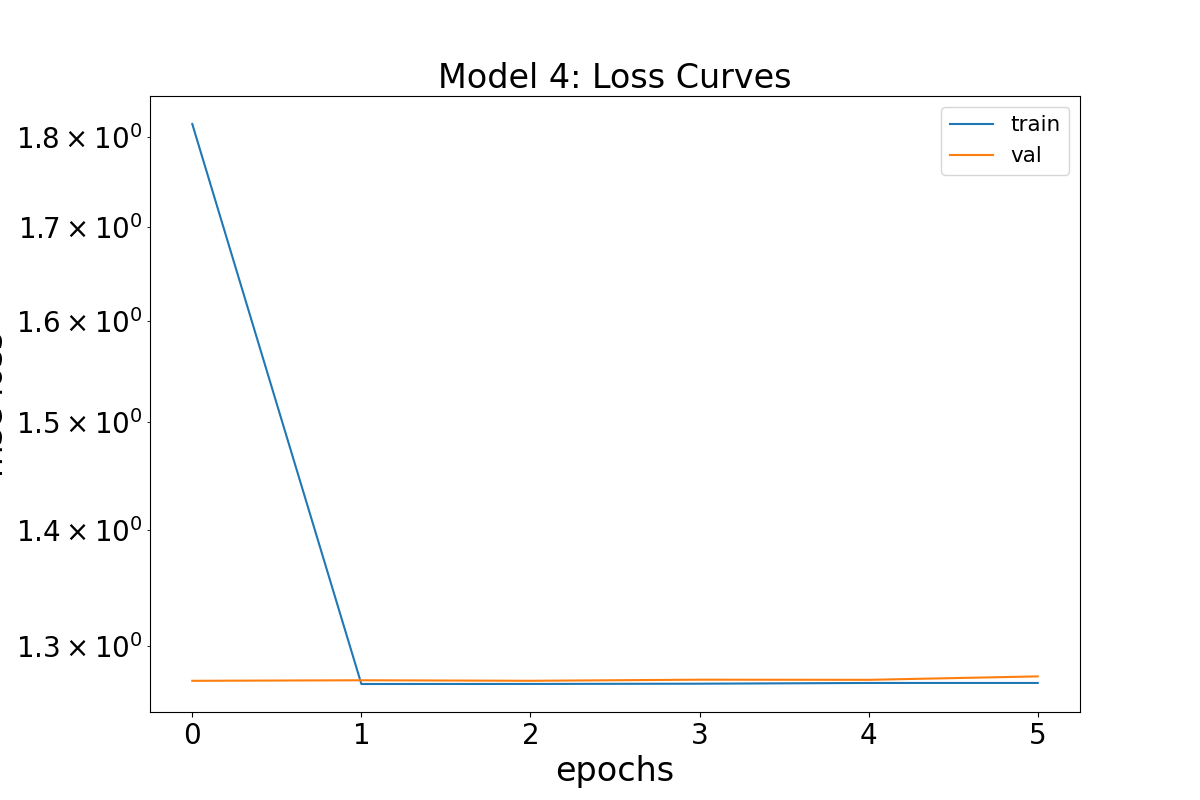 Model 4: Loss Curves
train
val
1.8 × 10⁰
1.7 × 10⁰
1.6 × 10⁰
1.5 × 10⁰
1.4 × 10⁰
1.3 × 10⁰
0 1 2 3 4 5
epochs